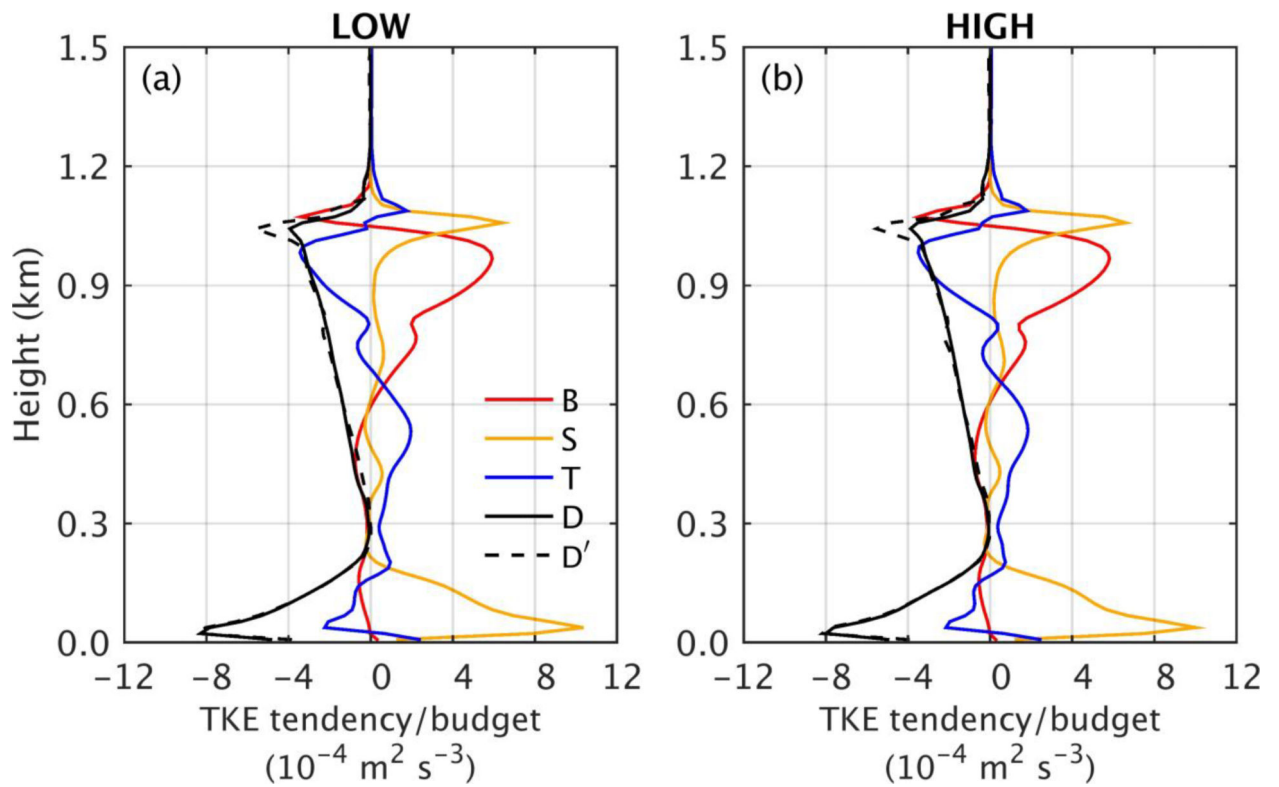 LOW
HIGH
(a)
(b)
1.5
1.2
0.9
0.6
0.3
0.0
Height (km)
B
S
T
D
D′
-12 -8 -4 0 4 8 12
TKE tendency/budget
(10⁻⁴ m² s⁻³)
1.5
1.2
0.9
0.6
0.3
0.0
-12 -8 -4 0 4 8 12
TKE tendency/budget
(10⁻⁴ m² s⁻³)